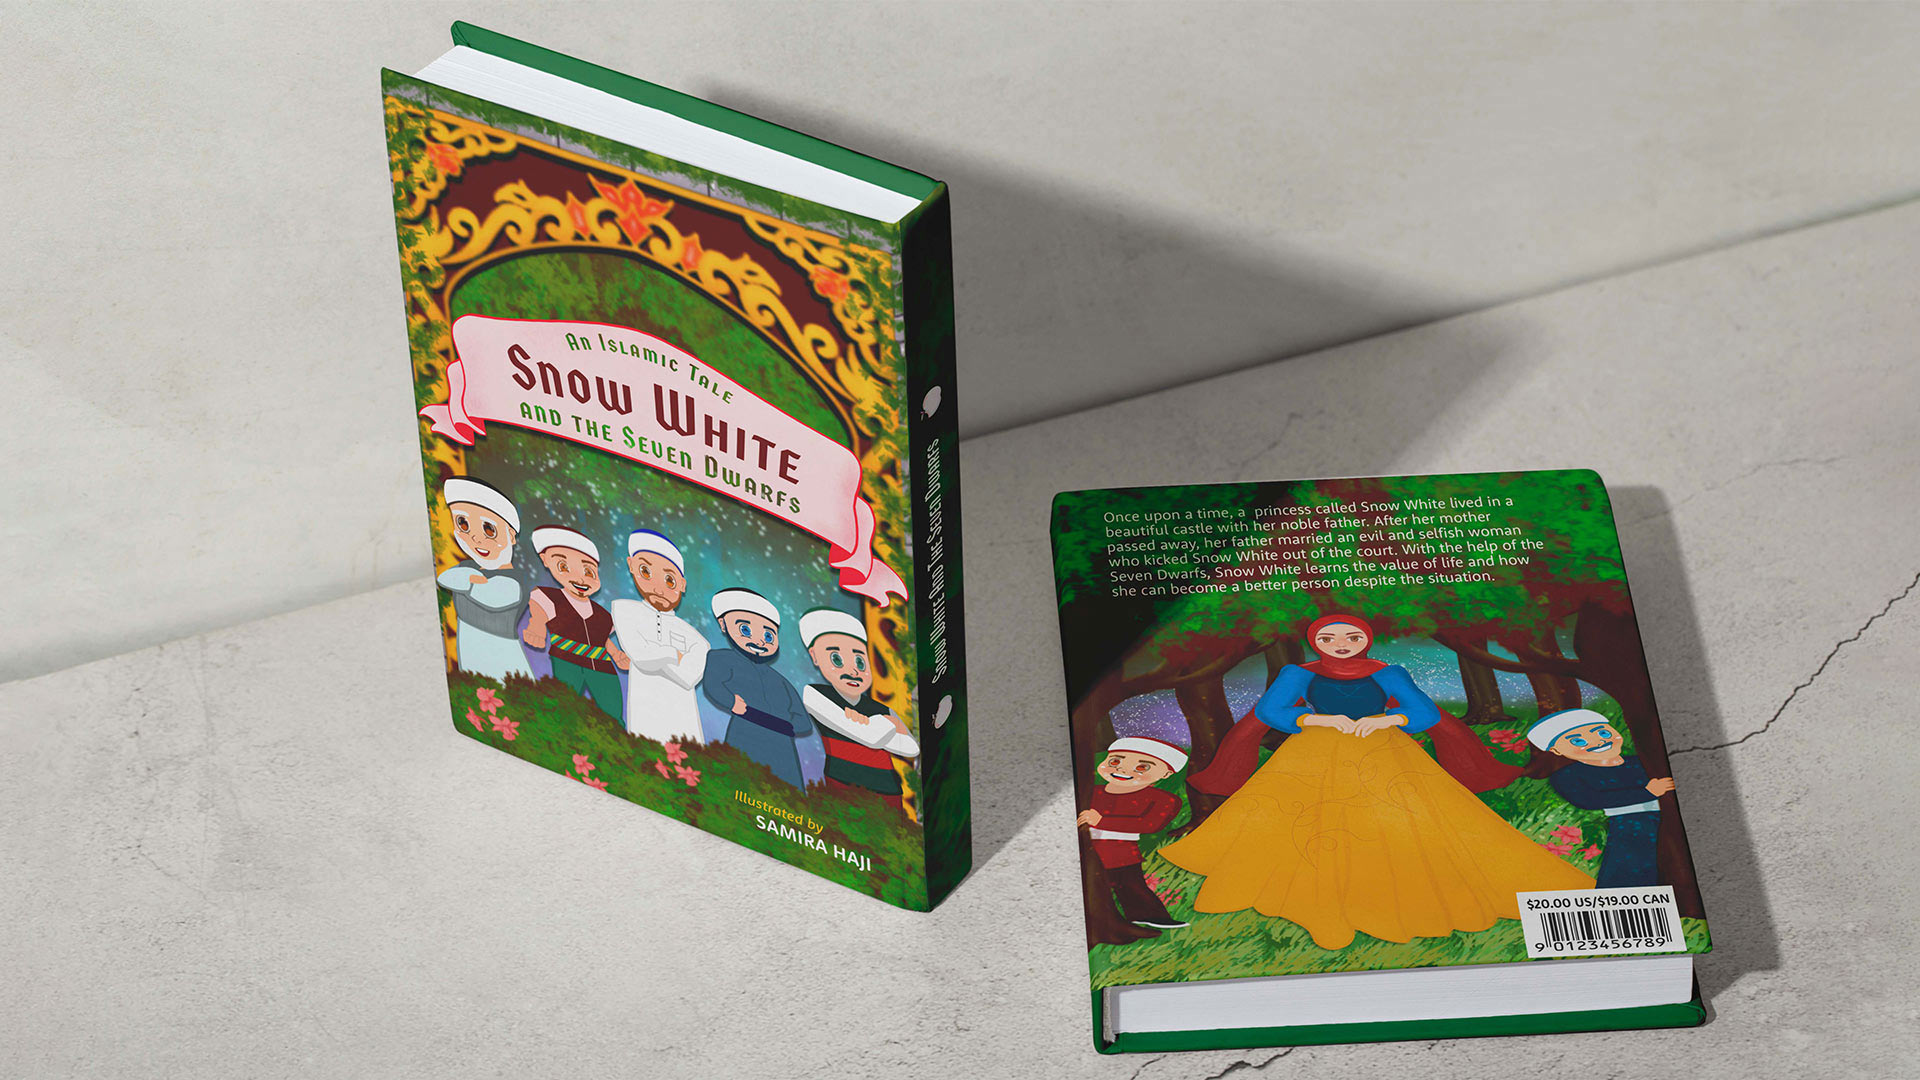 An Islamic Tale
Snow White
and the Seven Dwarfs
Illustrated by
SAMIRA HAJI
Snow White And The Seven Dwarfs
Once upon a time, a princess called Snow White lived in a
beautiful castle with her noble father. After her mother
passed away, her father married an evil and selfish woman
who kicked Snow White out of the court. With the help of the
Seven Dwarfs, Snow White learns the value of life and how
she can become a better person despite the situation.
$20.00 US/$19.00 CAN
9 0123456789